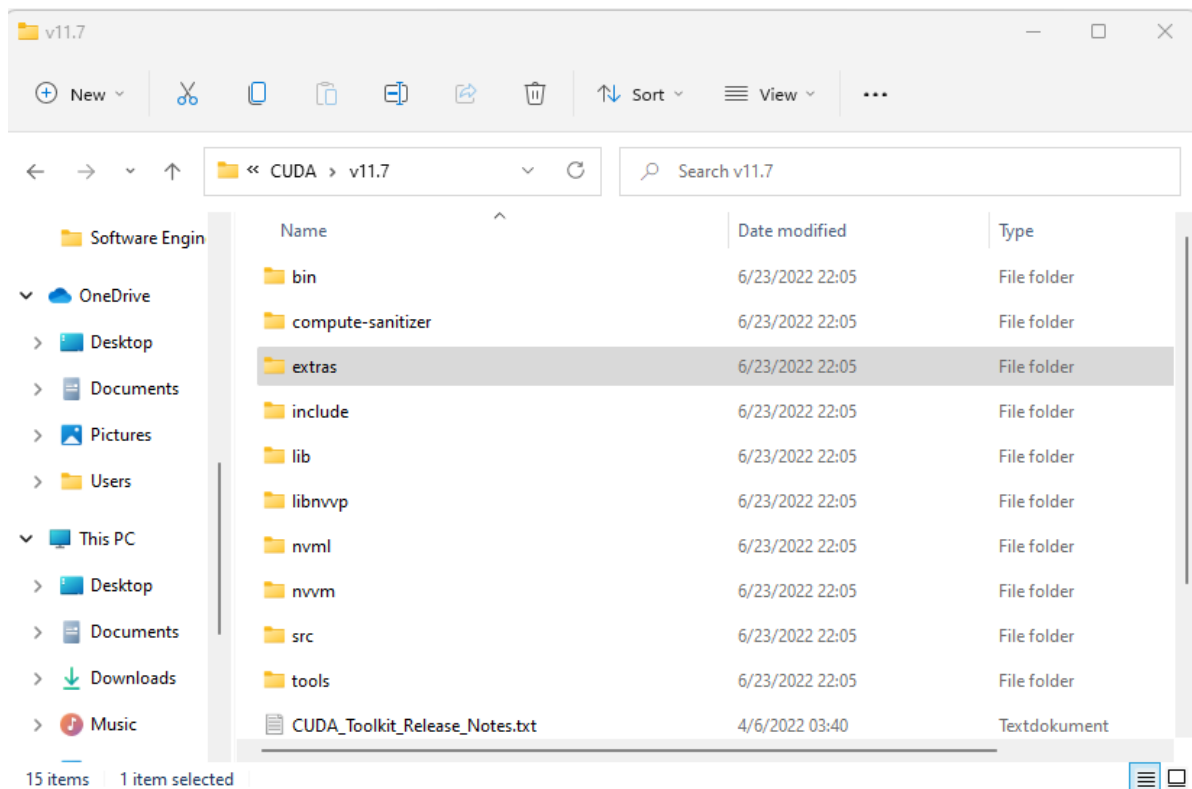 v11.7
New Sort View
« CUDA > v11.7 Search v11.7
Software Engin
OneDrive
Desktop
Documents
Pictures
Users
This PC
Desktop
Documents
Downloads
Music
Name Date modified Type
bin 6/23/2022 22:05 File folder
compute-sanitizer 6/23/2022 22:05 File folder
extras 6/23/2022 22:05 File folder
include 6/23/2022 22:05 File folder
lib 6/23/2022 22:05 File folder
libnvvp 6/23/2022 22:05 File folder
nvml 6/23/2022 22:05 File folder
nvvm 6/23/2022 22:05 File folder
src 6/23/2022 22:05 File folder
tools 6/23/2022 22:05 File folder
CUDA_Toolkit_Release_Notes.txt 4/6/2022 03:40 Textdokument
15 items 1 item selected